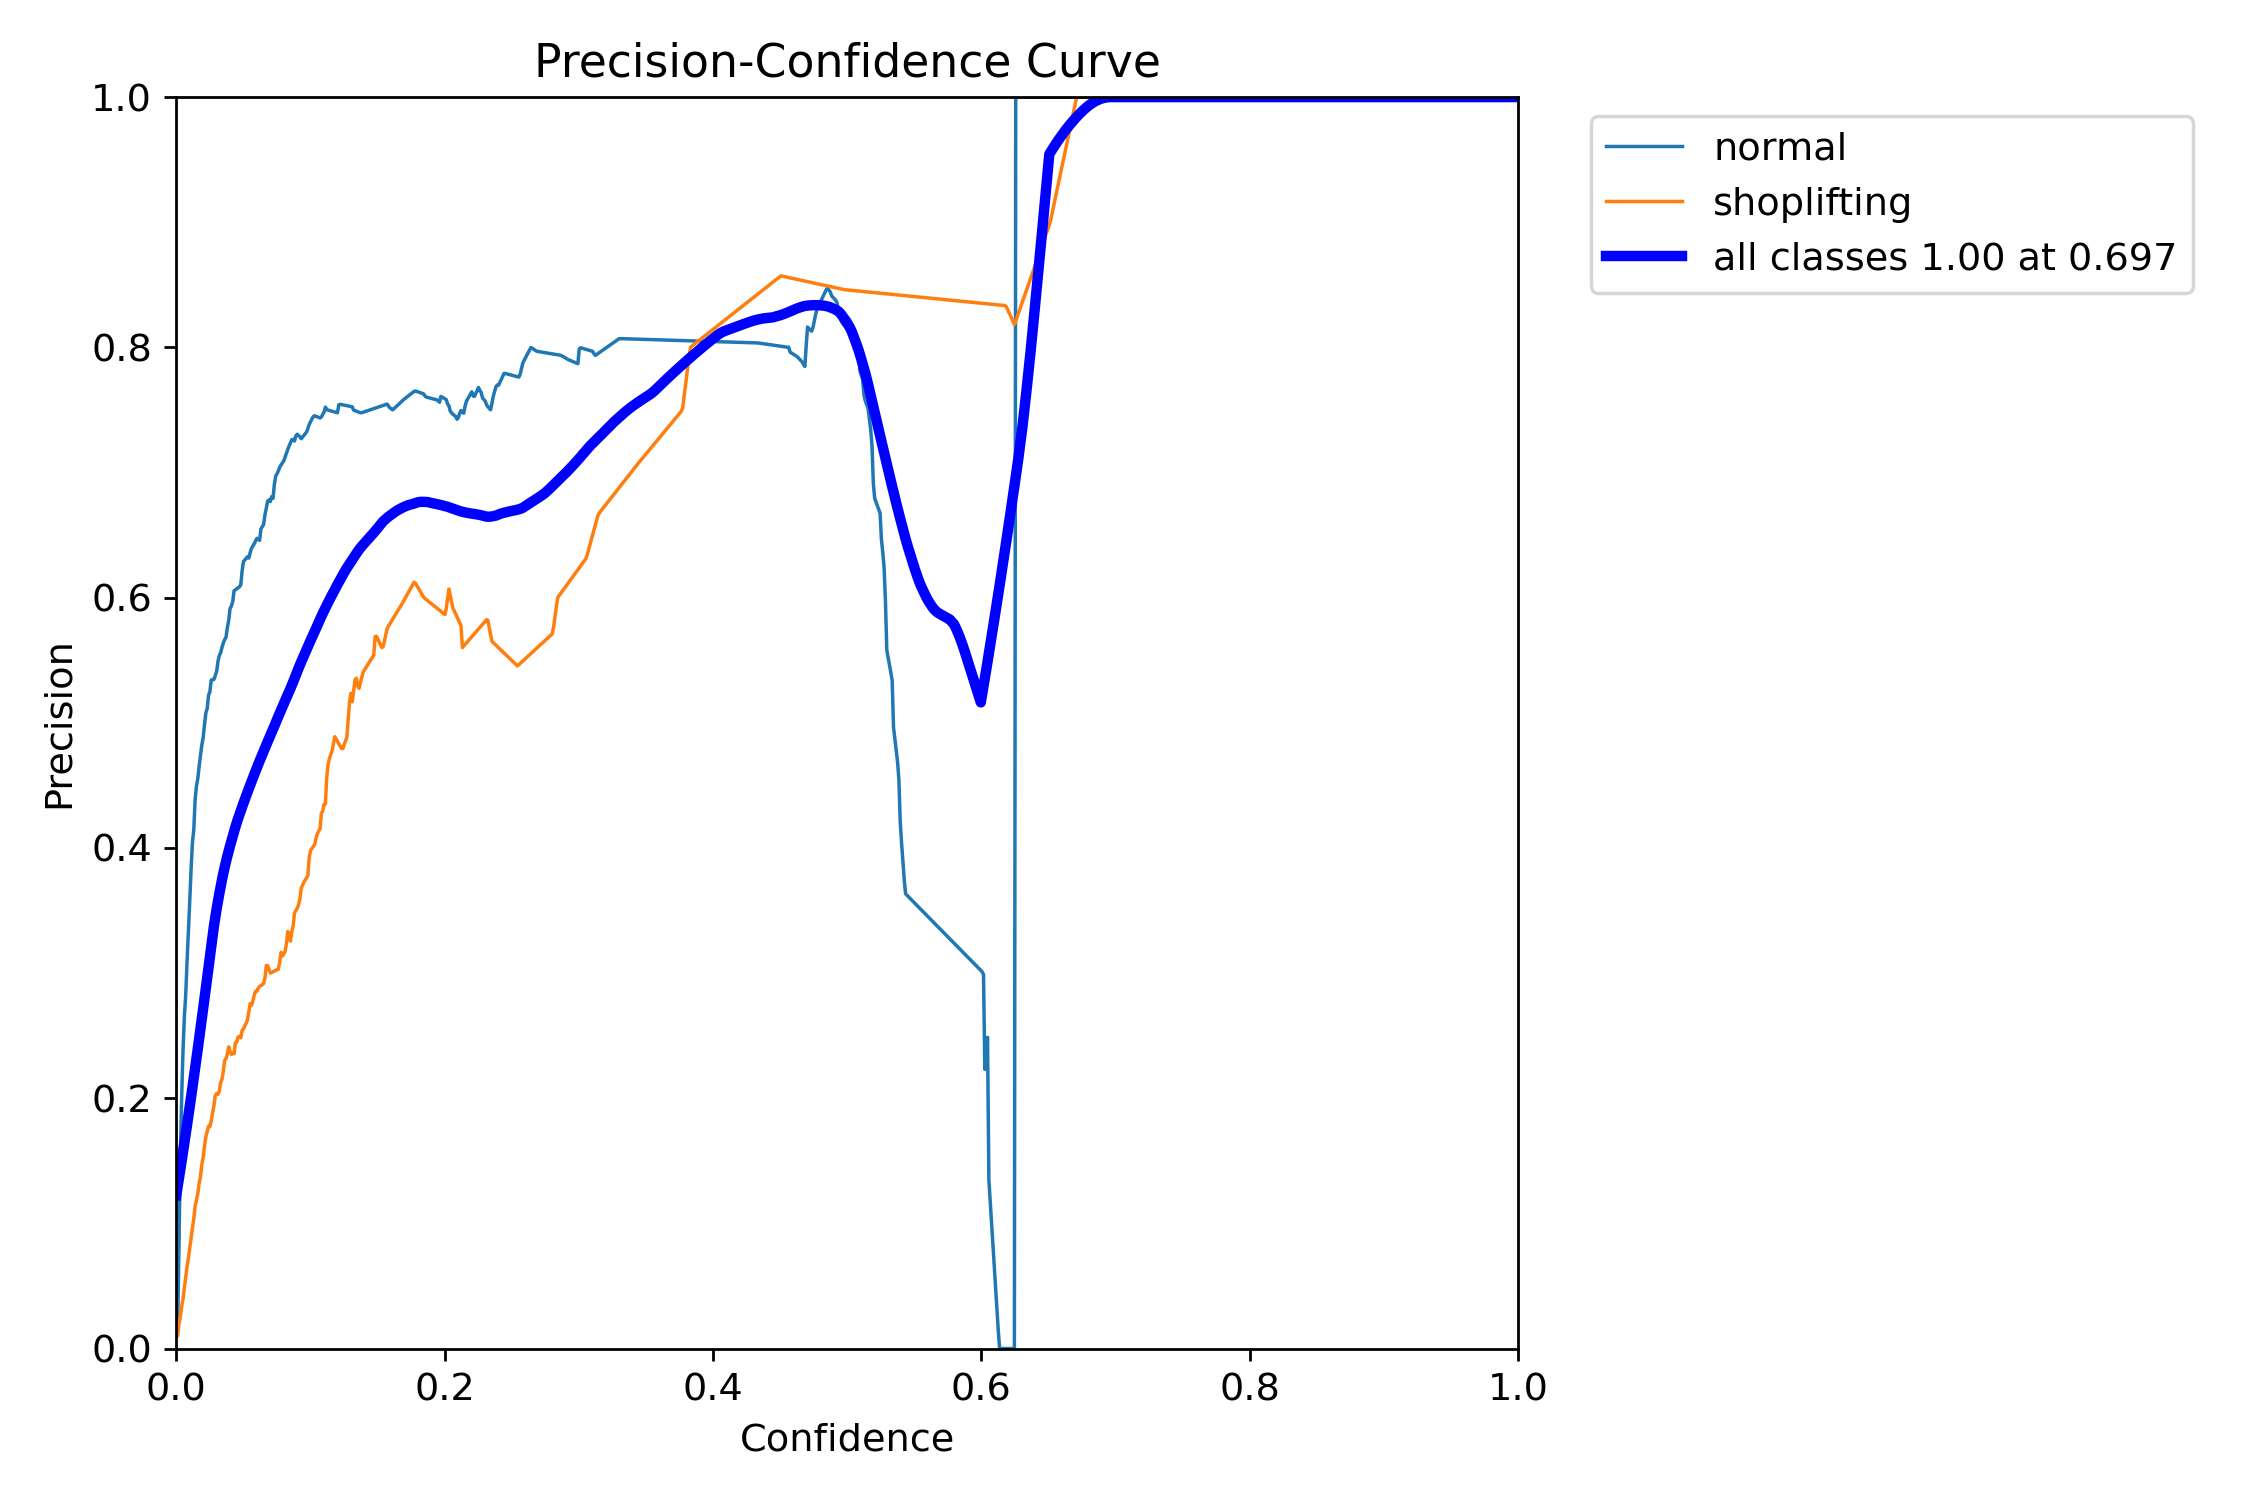 Precision-Confidence Curve
1.0
0.8
0.6
0.4
0.2
0.0
Precision
0.0 0.2 0.4 0.6 0.8 1.0
Confidence
normal
shoplifting
all classes 1.00 at 0.697